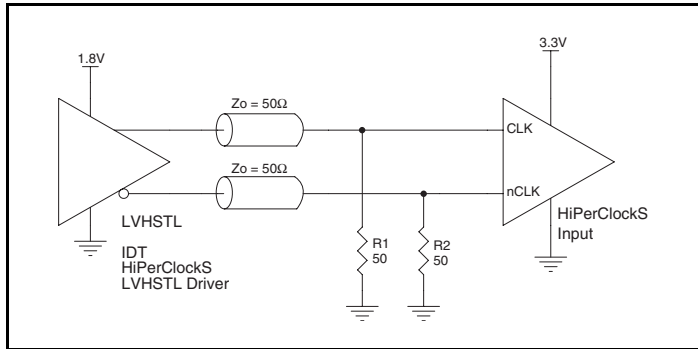 1.8V
3.3V
Zo = 50Ω
CLK
Zo = 50Ω
nCLK
LVHSTL
IDT
HiPerClockS
LVHSTL Driver
R1
50
R2
50
HiPerClockS
Input